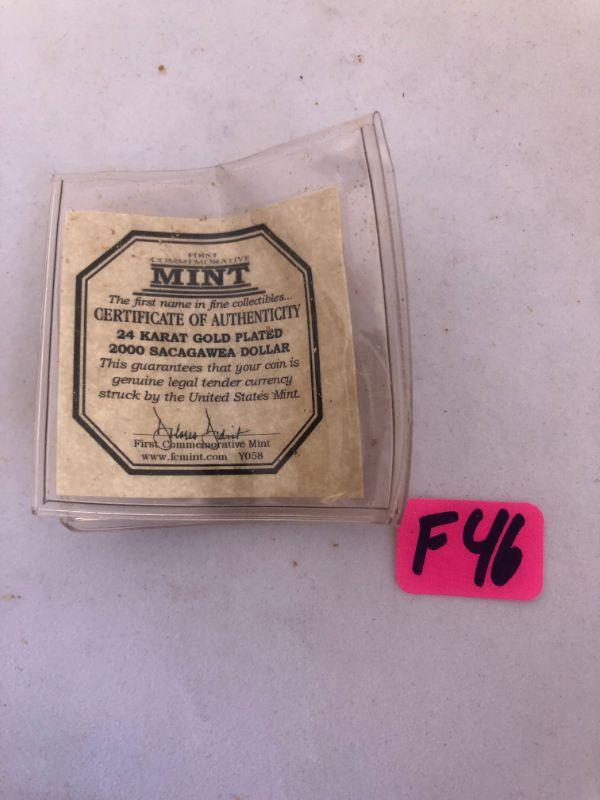 FIRST
COMMEMORATIVE
MINT
The first name in fine collectibles...
CERTIFICATE OF AUTHENTICITY
24 KARAT GOLD PLATED
2000 SACAGAWEA DOLLAR
This guarantees that your coin is
genuine legal tender currency
struck by the United States Mint.
First Commemorative Mint
www.fcmint.com Y058
F46